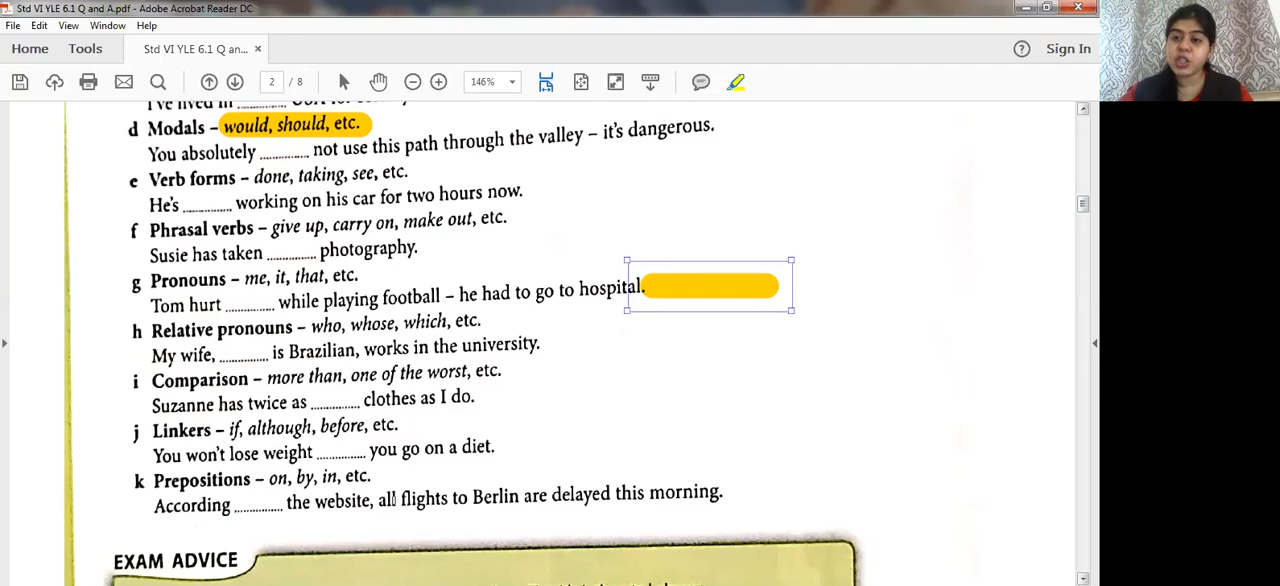 Std VI YLE 6.1 Q and A.pdf - Adobe Acrobat Reader DC
File Edit View Window Help
Home Tools Std VI YLE 6.1 Q an... × Sign In
2 / 8 146%
I've lived in ............
d Modals – would, should, etc.
You absolutely ............ not use this path through the valley – it's dangerous.
e Verb forms – done, taking, see, etc.
He's ............ working on his car for two hours now.
f Phrasal verbs – give up, carry on, make out, etc.
Susie has taken ............ photography.
g Pronouns – me, it, that, etc.
Tom hurt ............ while playing football – he had to go to hospital.
h Relative pronouns – who, whose, which, etc.
My wife, ............ is Brazilian, works in the university.
i Comparison – more than, one of the worst, etc.
Suzanne has twice as ............ clothes as I do.
j Linkers – if, although, before, etc.
You won't lose weight ............ you go on a diet.
k Prepositions – on, by, in, etc.
According ............ the website, all flights to Berlin are delayed this morning.
EXAM ADVICE